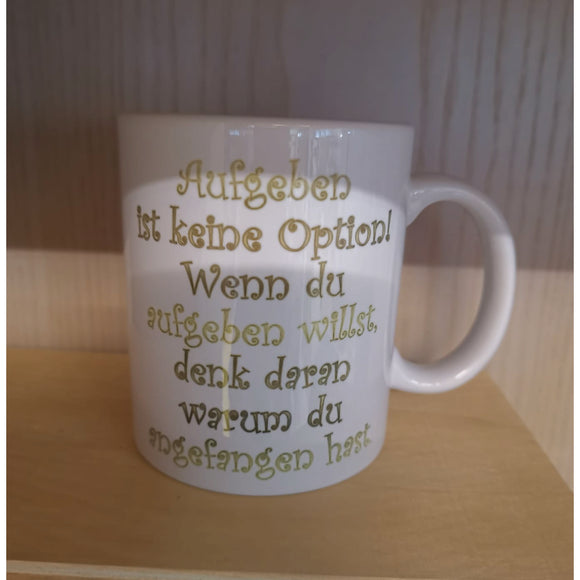 Aufgeben
ist keine Option!
Wenn du
aufgeben willst,
denk daran
warum du
angefangen hast.